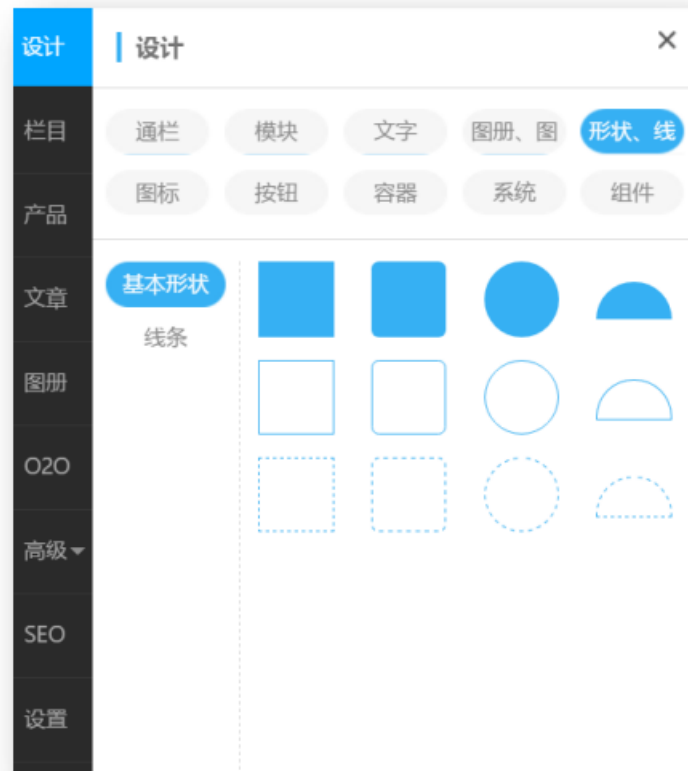 设计
栏目
产品
文章
图册
O2O
高级
SEO
设置
设计
通栏 模块 文字 图册、图 形状、线
图标 按钮 容器 系统 组件
基本形状
线条